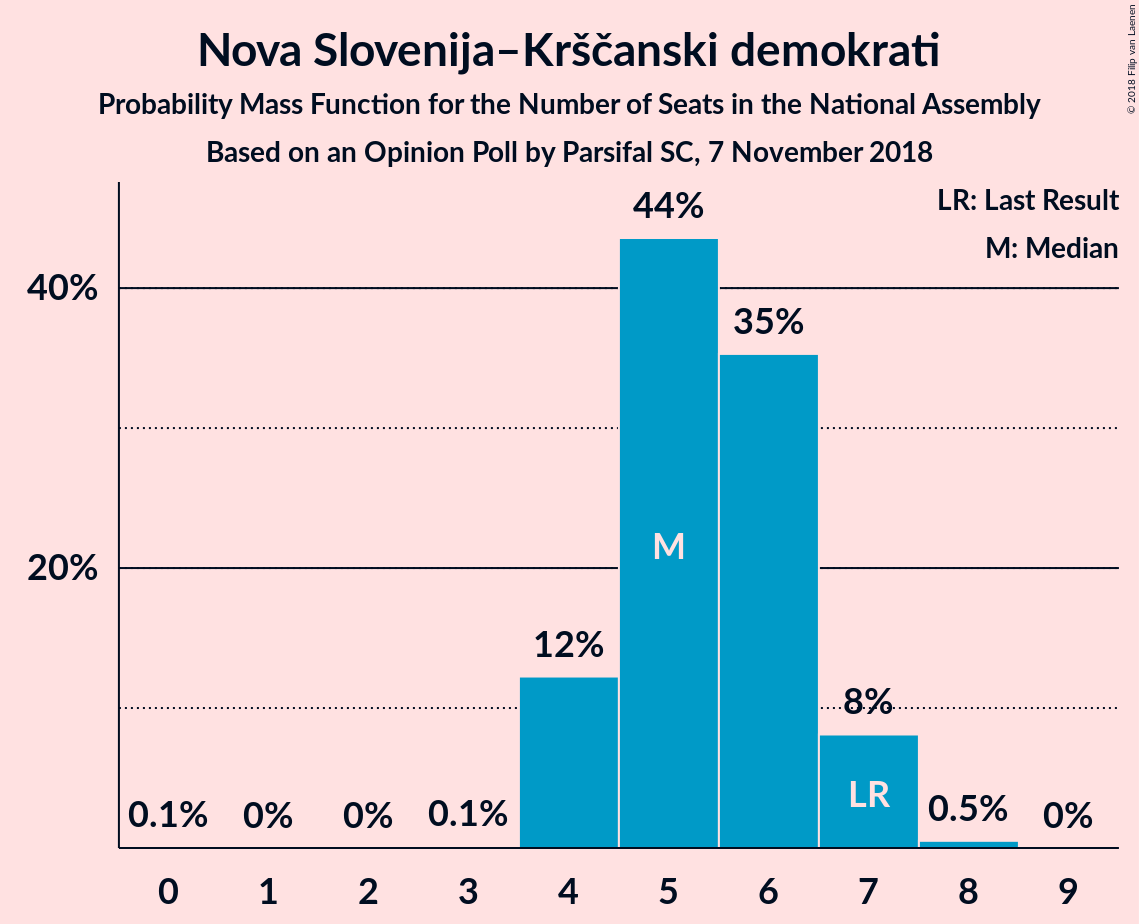 Nova Slovenija–Krščanski demokrati
Probability Mass Function for the Number of Seats in the National Assembly
Based on an Opinion Poll by Parsifal SC, 7 November 2018
© 2018 Filip van Laenen
LR: Last Result
M: Median
44%
40%
35%
M
20%
12%
8%
LR
0.1% 0% 0% 0.1% 0.5% 0%
0 1 2 3 4 5 6 7 8 9